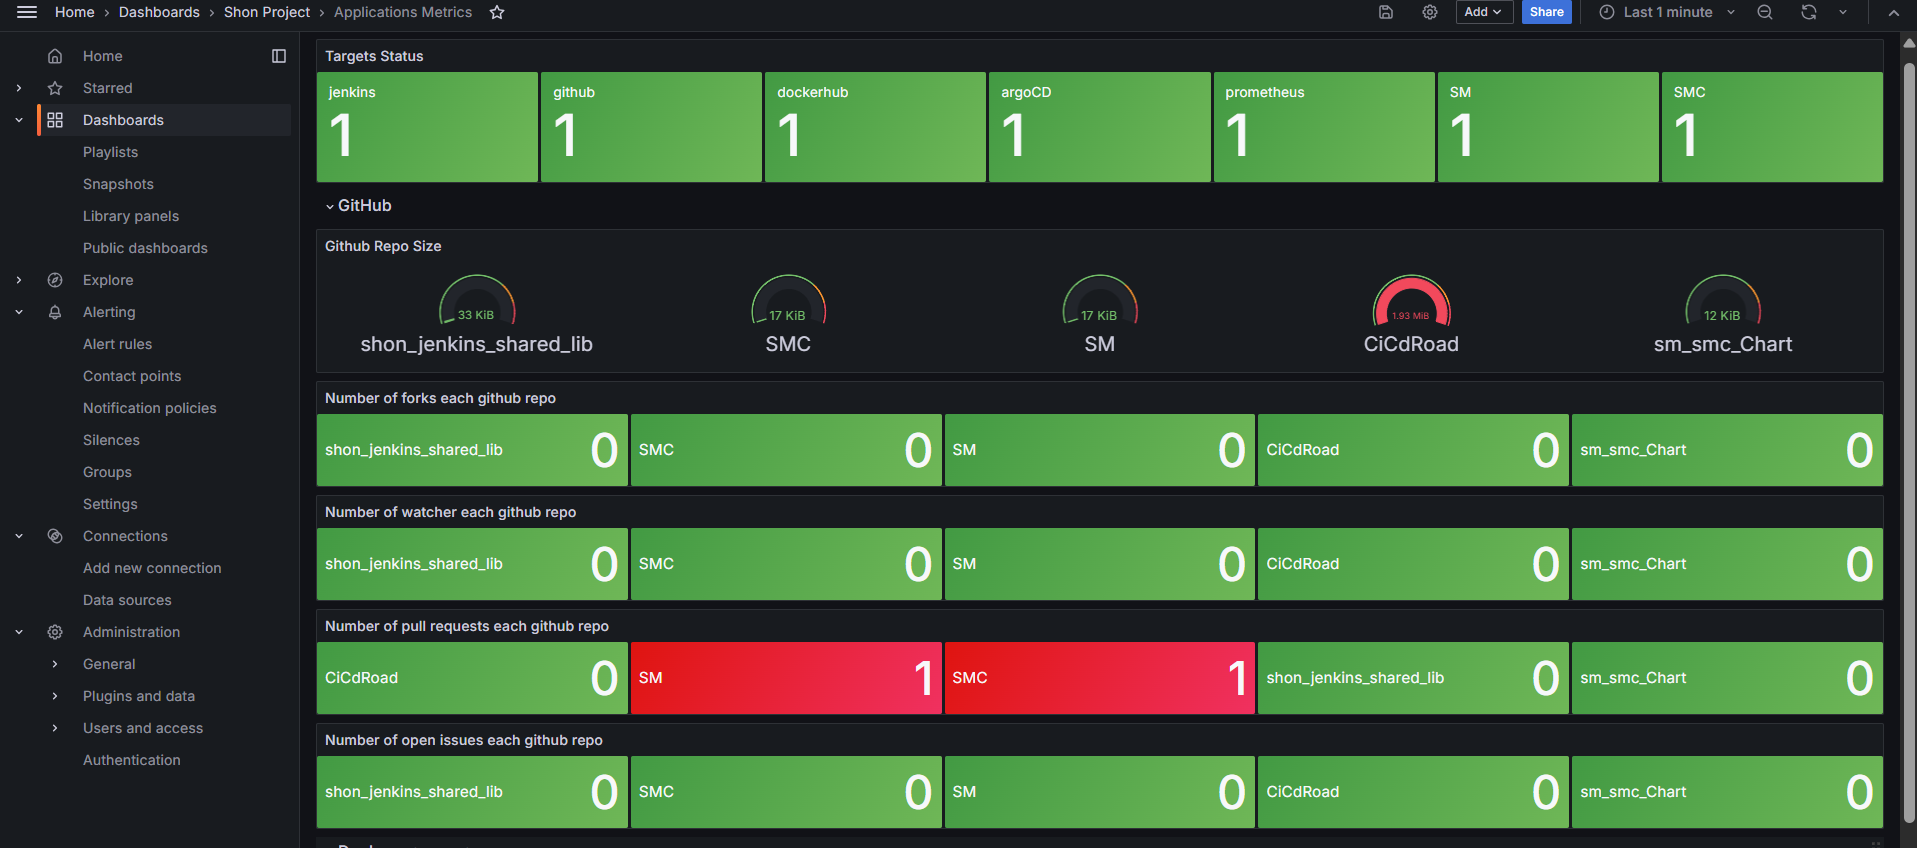 Home › Dashboards › Shon Project › Applications Metrics
Add
Share
Last 1 minute
Home
Starred
Dashboards
Playlists
Snapshots
Library panels
Public dashboards
Explore
Alerting
Alert rules
Contact points
Notification policies
Silences
Groups
Settings
Connections
Add new connection
Data sources
Administration
General
Plugins and data
Users and access
Authentication
Targets Status
jenkins
1
github
1
dockerhub
1
argoCD
1
prometheus
1
SM
1
SMC
1
GitHub
Github Repo Size
33 KiB
shon_jenkins_shared_lib
17 KiB
SMC
17 KiB
SM
1.93 MiB
CiCdRoad
12 KiB
sm_smc_Chart
Number of forks each github repo
shon_jenkins_shared_lib 0
SMC 0
SM 0
CiCdRoad 0
sm_smc_Chart 0
Number of watcher each github repo
shon_jenkins_shared_lib 0
SMC 0
SM 0
CiCdRoad 0
sm_smc_Chart 0
Number of pull requests each github repo
CiCdRoad 0
SM 1
SMC 1
shon_jenkins_shared_lib 0
sm_smc_Chart 0
Number of open issues each github repo
shon_jenkins_shared_lib 0
SMC 0
SM 0
CiCdRoad 0
sm_smc_Chart 0